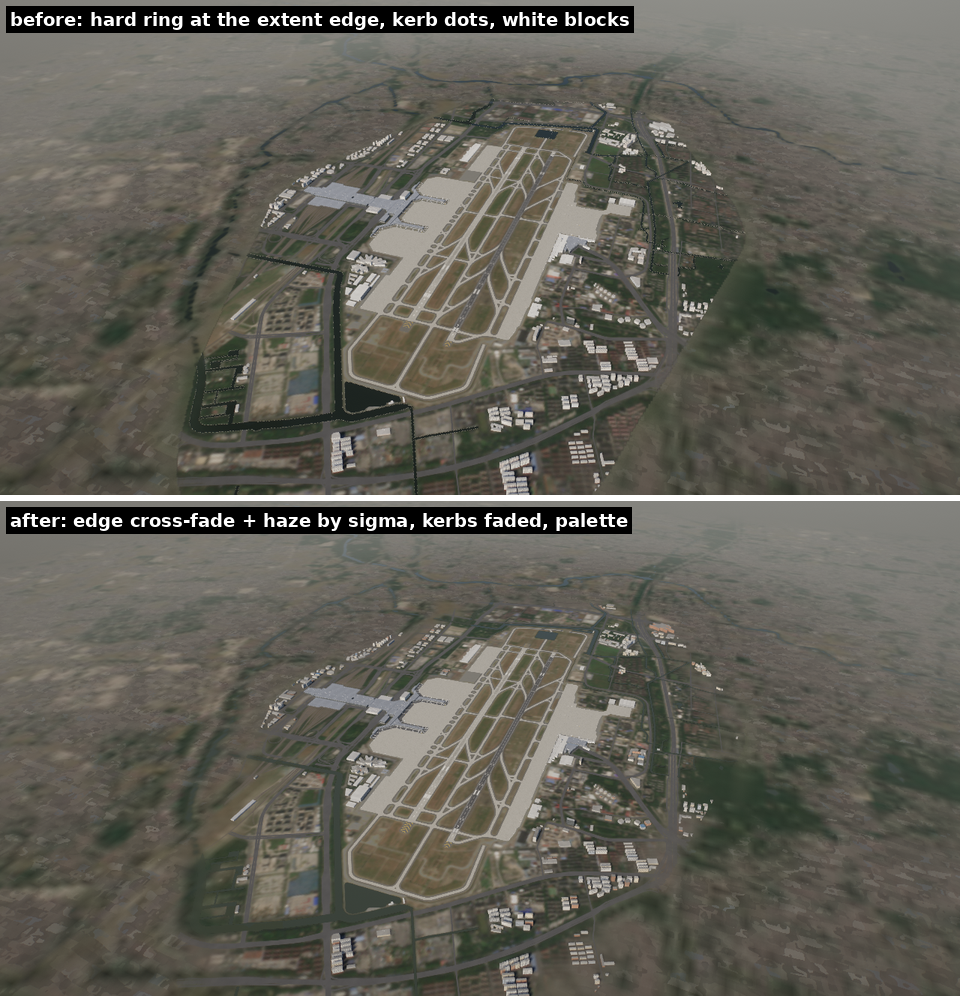 before: hard ring at the extent edge, kerb dots, white blocks
after: edge cross-fade + haze by sigma, kerbs faded, palette